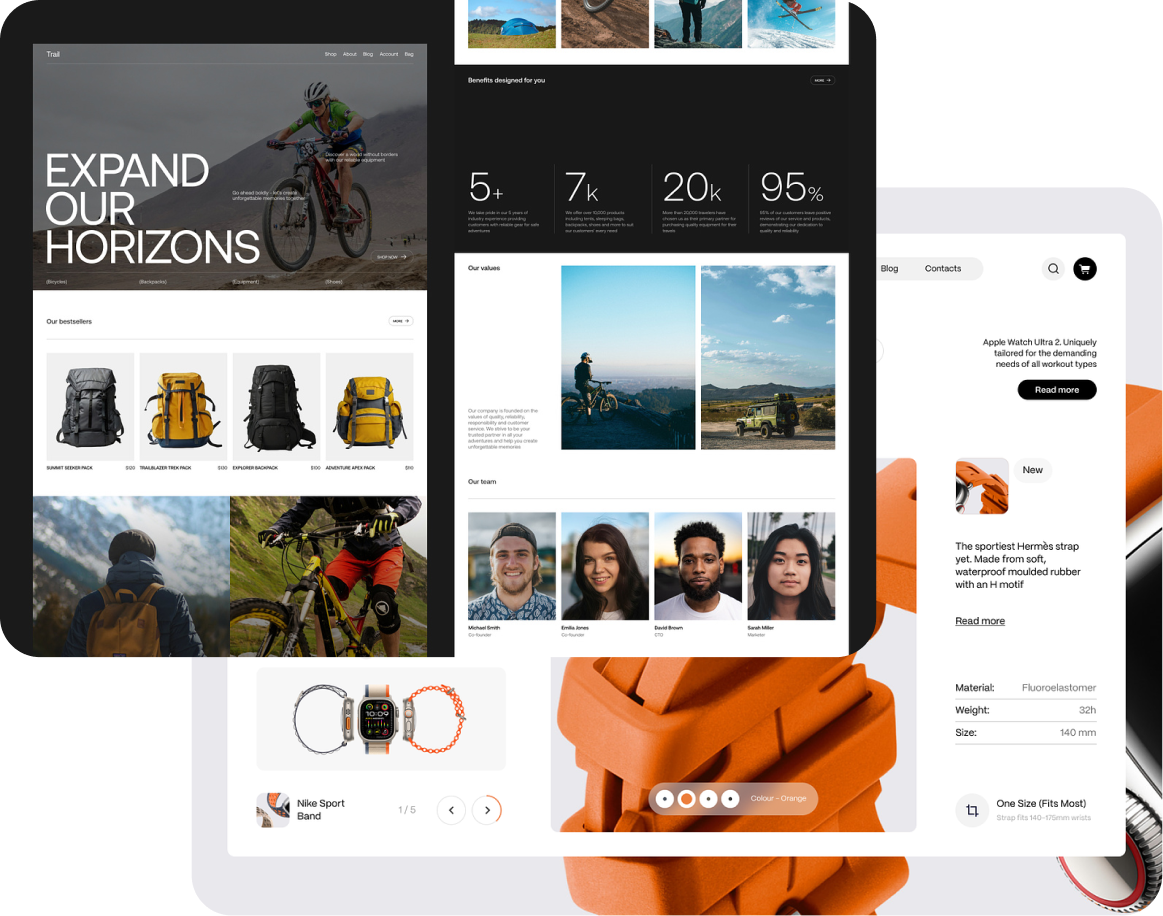 Trail
Shop About Blog Account Bag
Discover a world without borders
with our reliable equipment
Go ahead boldly - let's create
unforgettable memories together
EXPAND
OUR
HORIZONS
SHOP NOW
(Bicycles) (Backpacks) (Equipment) (Shoes)
Our bestsellers
MORE
SUMMIT SEEKER PACK $120
TRAILBLAZER TREK PACK $130
EXPLORER BACKPACK $100
ADVENTURE APEX PACK $110
Benefits designed for you
MORE
5+
We take pride in our 5 years of
industry experience providing
customers with reliable gear for safe
adventures
7k
We offer over 10,000 products
including tents, sleeping bags,
backpacks, shoes and more to suit
our customers' every need
20k
More than 20,000 travelers have
chosen us as their primary partner for
purchasing quality equipment for their
travels
95%
95% of our customers leave positive
reviews of our service and products,
demonstrating our dedication to
quality and reliability
Our values
Our company is founded on the
values of quality, reliability,
responsibility and customer
service. We strive to be your
trusted partner in all your
adventures and help you create
unforgettable memories
Our team
Michael Smith
Co-founder
Emilia Jones
Co-founder
David Brown
CTO
Sarah Miller
Marketer
Blog Contacts
Apple Watch Ultra 2. Uniquely
tailored for the demanding
needs of all workout types
Read more
New
The sportiest Hermès strap
yet. Made from soft,
waterproof moulded rubber
with an H motif
Read more
Material: Fluoroelastomer
Weight: 32h
Size: 140 mm
10:09
Nike Sport
Band
1 / 5
Colour - Orange
One Size (Fits Most)
Strap fits 140-175mm wrists